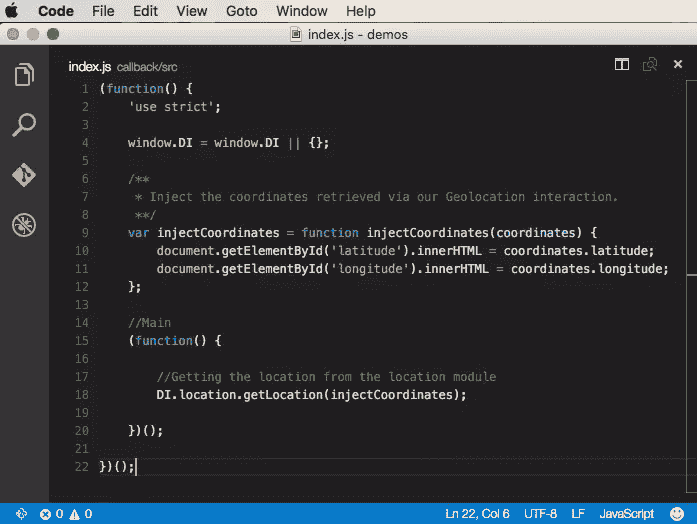 Code File Edit View Goto Window Help
index.js - demos
index.js callback/src
1 (function() {
2     'use strict';
3
4     window.DI = window.DI || {};
5
6     /**
7      * Inject the coordinates retrieved via our Geolocation interaction.
8      **/
9     var injectCoordinates = function injectCoordinates(coordinates) {
10         document.getElementById('latitude').innerHTML = coordinates.latitude;
11         document.getElementById('longitude').innerHTML = coordinates.longitude;
12     };
13
14     //Main
15     (function() {
16
17         //Getting the location from the location module
18         DI.location.getLocation(injectCoordinates);
19
20     })();
21
22 })();
0 0 Ln 22, Col 6 UTF-8 LF JavaScript